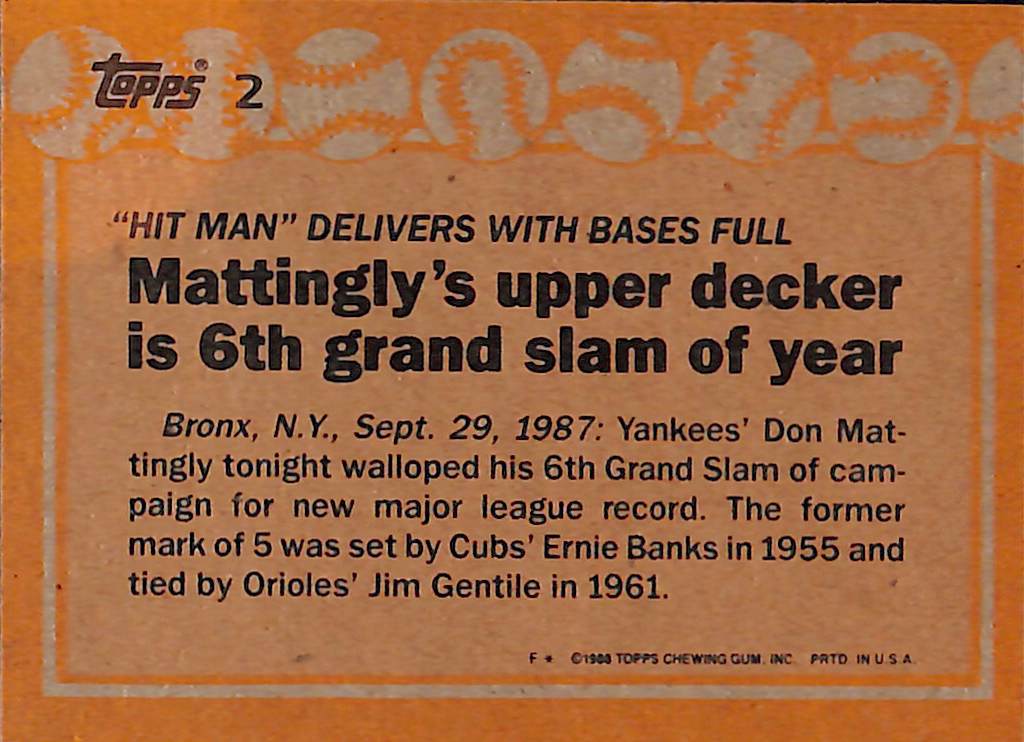 Topps® 2
"HIT MAN" DELIVERS WITH BASES FULL
Mattingly's upper decker
is 6th grand slam of year
Bronx, N.Y., Sept. 29, 1987: Yankees' Don Mat-
tingly tonight walloped his 6th Grand Slam of cam-
paign for new major league record. The former
mark of 5 was set by Cubs' Ernie Banks in 1955 and
tied by Orioles' Jim Gentile in 1961.
F * ©1988 TOPPS CHEWING GUM, INC. PRTD. IN U.S.A.